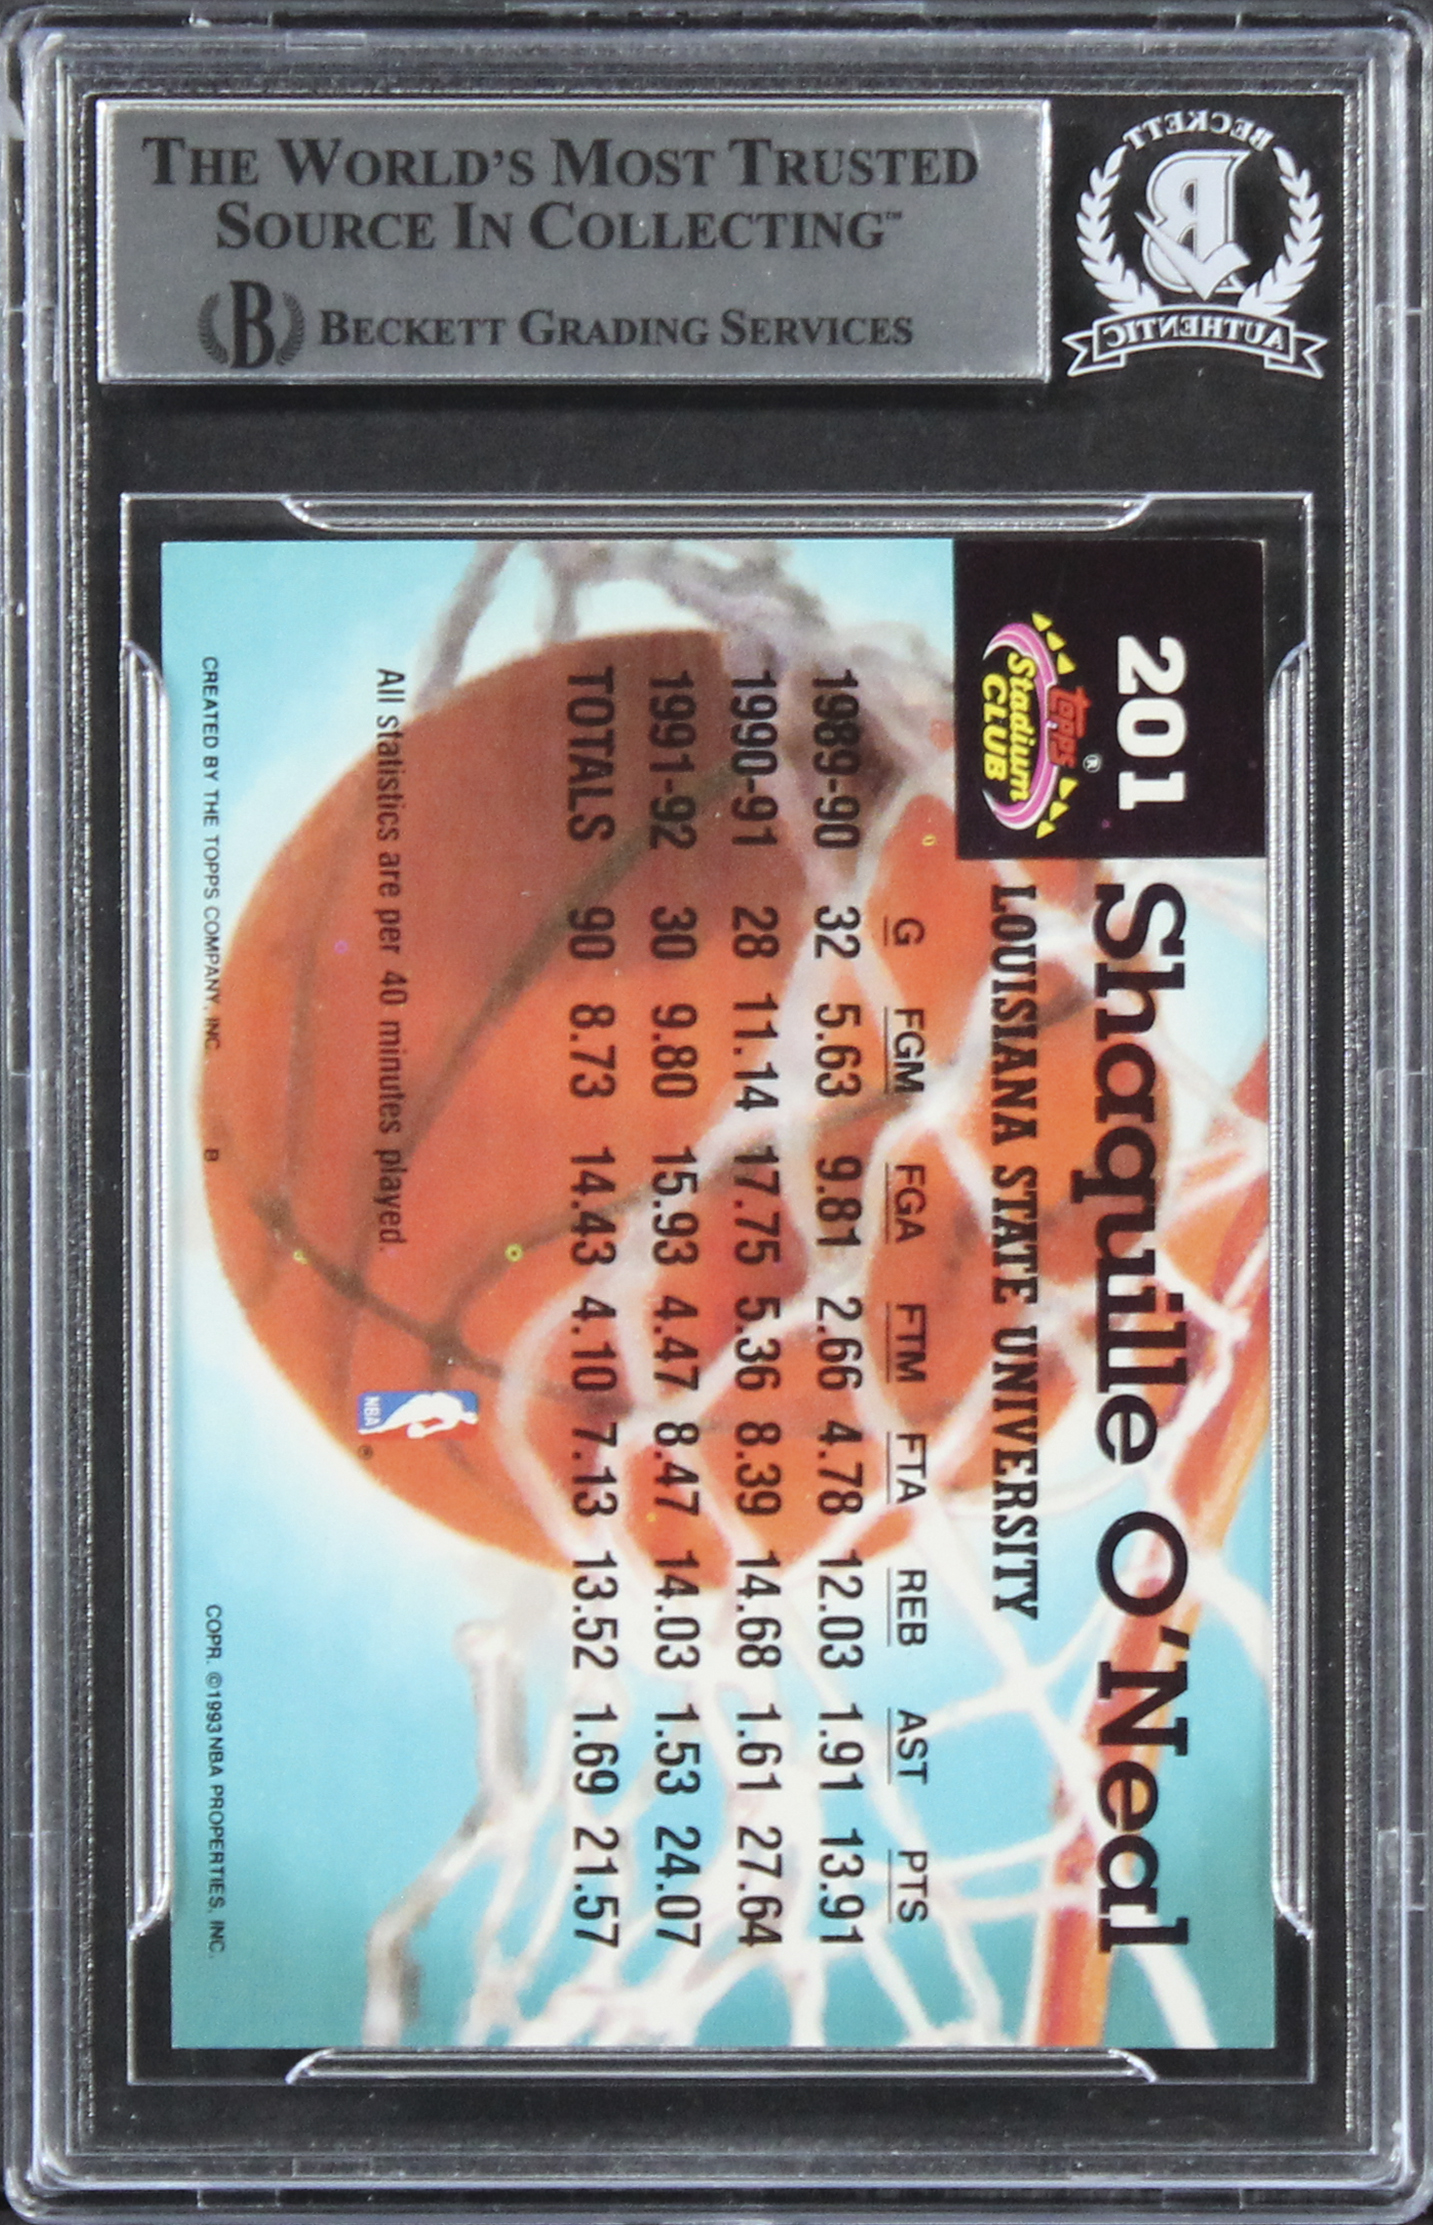 THE WORLD'S MOST TRUSTED
SOURCE IN COLLECTING™
B BECKETT GRADING SERVICES
BECKETT
B
AUTHENTIC
201
Topps®
Stadium
CLUB
Shaquille O'Neal
LOUISIANA STATE UNIVERSITY
G FGM FGA FTM FTA REB AST PTS
1989-90 32 5.63 9.81 2.66 4.78 12.03 1.91 13.91
1990-91 28 11.14 17.75 5.36 8.39 14.68 1.61 27.64
1991-92 30 9.80 15.93 4.47 8.47 14.03 1.53 24.07
TOTALS 90 8.73 14.43 4.10 7.13 13.52 1.69 21.57
All statistics are per 40 minutes played.
NBA ®
CREATED BY THE TOPPS COMPANY, INC. B COPR. ©1993 NBA PROPERTIES, INC.